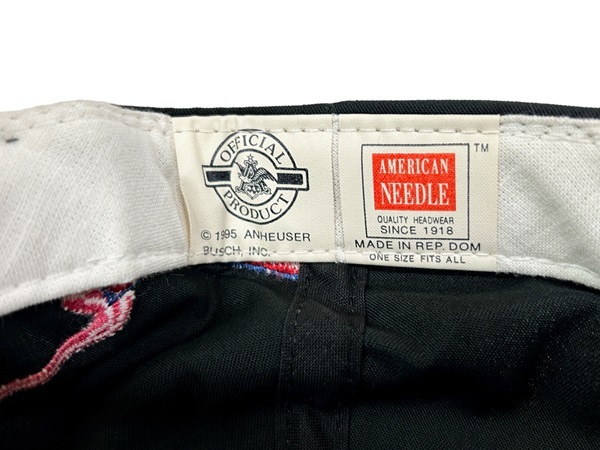 OFFICIAL
PRODUCT
© 1995 ANHEUSER
BUSCH, INC.
AMERICAN
NEEDLE
TM
QUALITY HEADWEAR
SINCE 1918
MADE IN REP. DOM
ONE SIZE FITS ALL